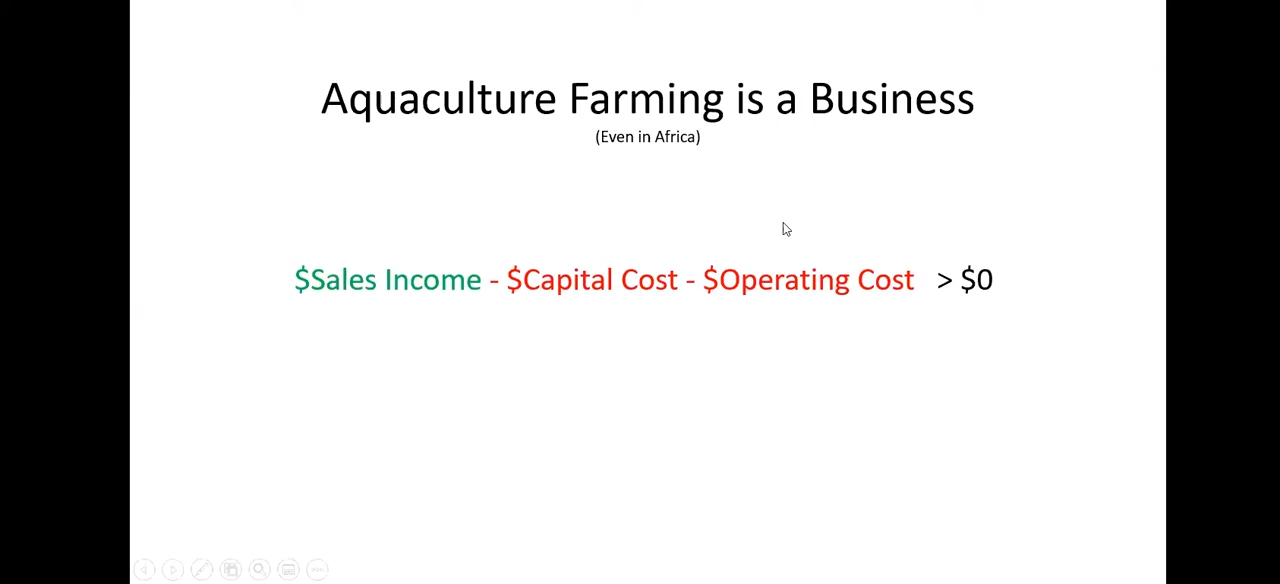 Aquaculture Farming is a Business
(Even in Africa)
$Sales Income - $Capital Cost - $Operating Cost > $0